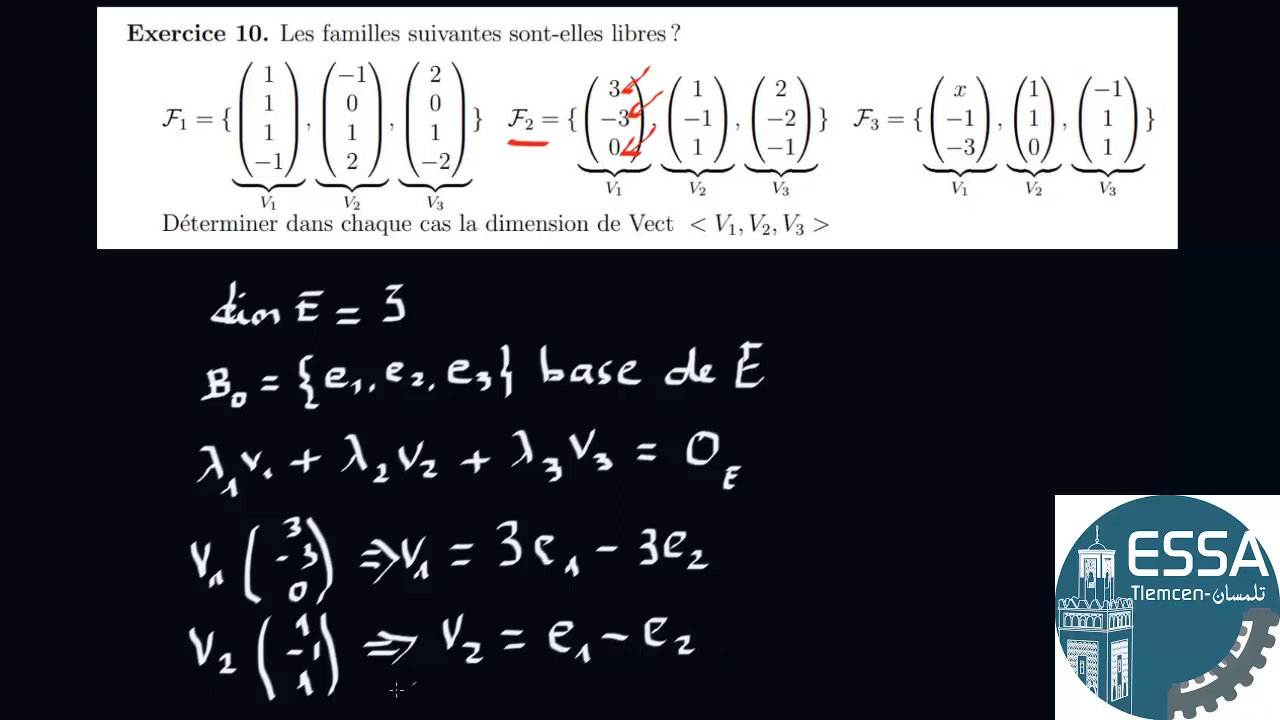 Exercice 10. Les familles suivantes sont-elles libres ?
F₁ = { (1 1 1 −1), (−1 0 1 2), (2 0 1 −2) } F₂ = { (3 −3 0), (1 −1 1), (2 −2 −1) } F₃ = { (x −1 −3), (1 1 0), (−1 1 1) }
V₁ V₂ V₃ V₁ V₂ V₃ V₁ V₂ V₃
Déterminer dans chaque cas la dimension de Vect < V₁, V₂, V₃ >
dim E = 3
B₀ = {e₁, e₂, e₃} base de E
λ₁v₁ + λ₂v₂ + λ₃v₃ = 0_E
v₁ (3 −3 0) ⇒ v₁ = 3e₁ − 3e₂
v₂ (1 −1 1) ⇒ v₂ = e₁ − e₂
ESSA
Tlemcen-تلمسان